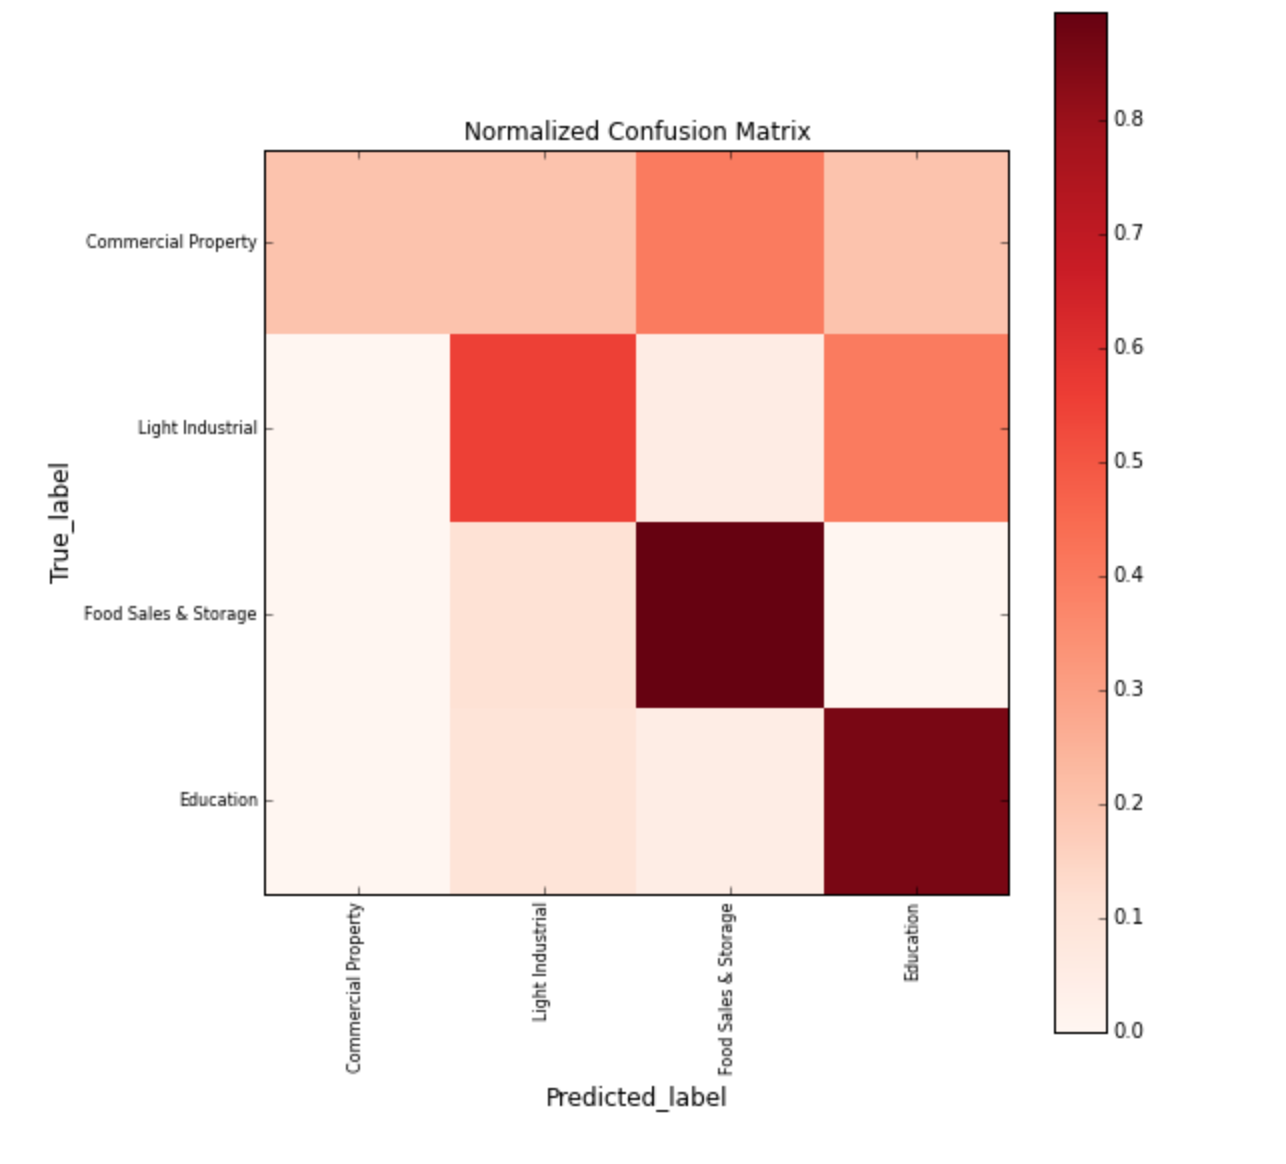 Normalized Confusion Matrix
Commercial Property
Light Industrial
Food Sales & Storage
Education
True_label
Commercial Property
Light Industrial
Food Sales & Storage
Education
Predicted_label
0.8
0.7
0.6
0.5
0.4
0.3
0.2
0.1
0.0